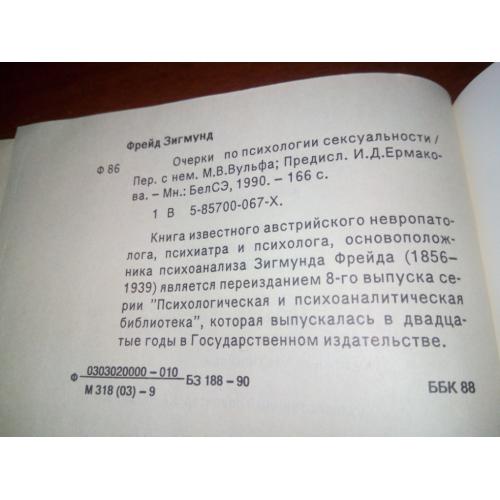 Фрейд Зигмунд
Ф 86
Очерки по психологии сексуальности /
Пер. с нем. М.В.Вульфа; Предисл. И.Д.Ермако-
ва. – Мн.: БелСЭ, 1990. – 166 с.
1 В 5-85700-067-X.
Книга известного австрийского невропато-
лога, психиатра и психолога, основополож-
ника психоанализа Зигмунда Фрейда (1856–
1939) является переизданием 8-го выпуска се-
рии "Психологическая и психоаналитическая
библиотека", которая выпускалась в двадца-
тые годы в Государственном издательстве.
Ф 0303020000 – 010 БЗ 188 – 90
М 318 (03) – 9
ББК 88